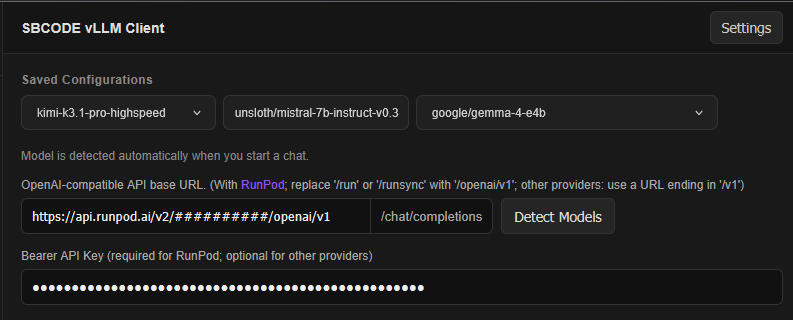 SBCODE vLLM Client Settings
Saved Configurations
kimi-k3.1-pro-highspeed unsloth/mistral-7b-instruct-v0.3 google/gemma-4-e4b
Model is detected automatically when you start a chat.
OpenAI-compatible API base URL. (With RunPod; replace '/run' or '/runsync' with '/openai/v1'; other providers: use a URL ending in '/v1')
https://api.runpod.ai/v2/##########/openai/v1 /chat/completions Detect Models
Bearer API Key (required for RunPod; optional for other providers)